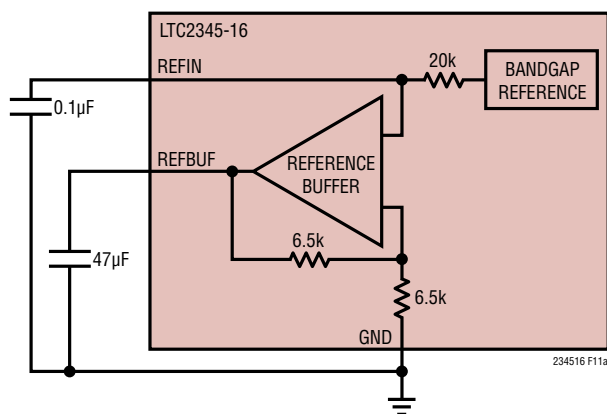 LTC2345-16
REFIN
20k
BANDGAP
REFERENCE
0.1µF
REFBUF
REFERENCE
BUFFER
6.5k
47µF
6.5k
GND
234516 F11a